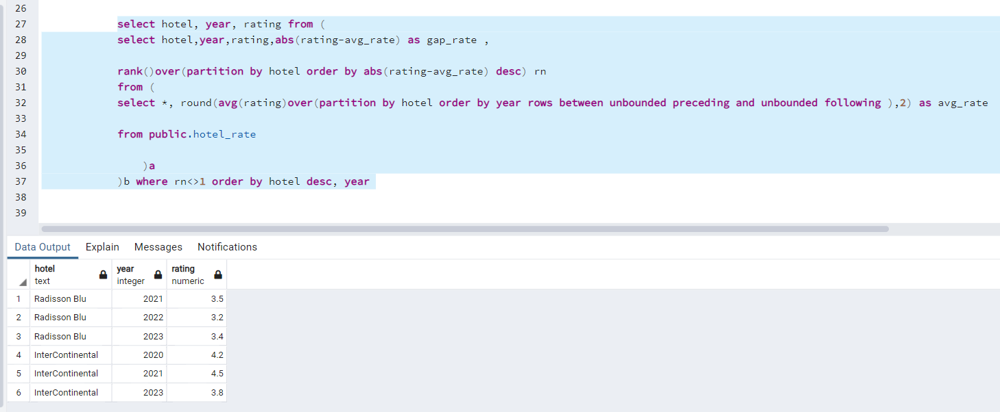 26
27 select hotel, year, rating from (
28 select hotel,year,rating,abs(rating-avg_rate) as gap_rate ,
29
30 rank()over(partition by hotel order by abs(rating-avg_rate) desc) rn
31 from (
32 select *, round(avg(rating)over(partition by hotel order by year rows between unbounded preceding and unbounded following ),2) as avg_rate
33
34 from public.hotel_rate
35
36 )a
37 )b where rn<>1 order by hotel desc, year
38
39
Data Output Explain Messages Notifications
hotel year rating
text integer numeric
1 Radisson Blu 2021 3.5
2 Radisson Blu 2022 3.2
3 Radisson Blu 2023 3.4
4 InterContinental 2020 4.2
5 InterContinental 2021 4.5
6 InterContinental 2023 3.8